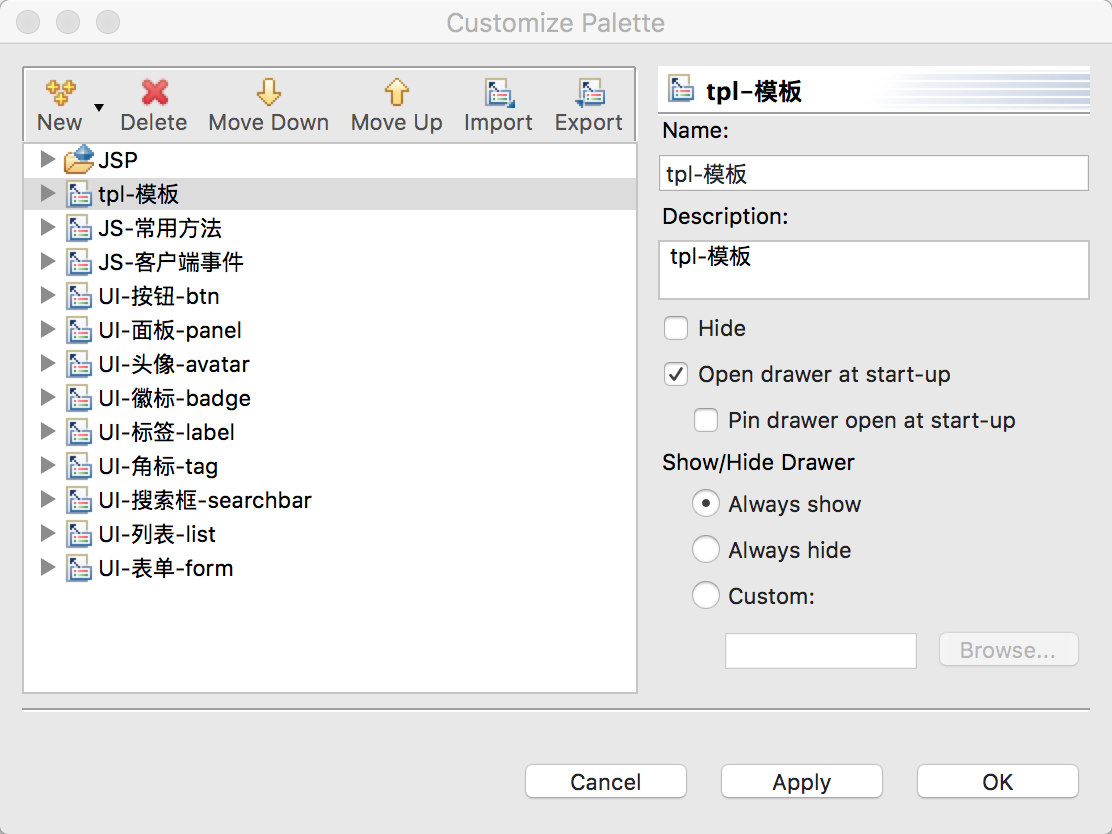 Customize Palette
New
Delete
Move Down
Move Up
Import
Export
JSP
tpl-模板
JS-常用方法
JS-客户端事件
UI-按钮-btn
UI-面板-panel
UI-头像-avatar
UI-徽标-badge
UI-标签-label
UI-角标-tag
UI-搜索框-searchbar
UI-列表-list
UI-表单-form
tpl-模板
Name:
tpl-模板
Description:
tpl-模板
Hide
Open drawer at start-up
Pin drawer open at start-up
Show/Hide Drawer
Always show
Always hide
Custom:
Browse...
Cancel
Apply
OK